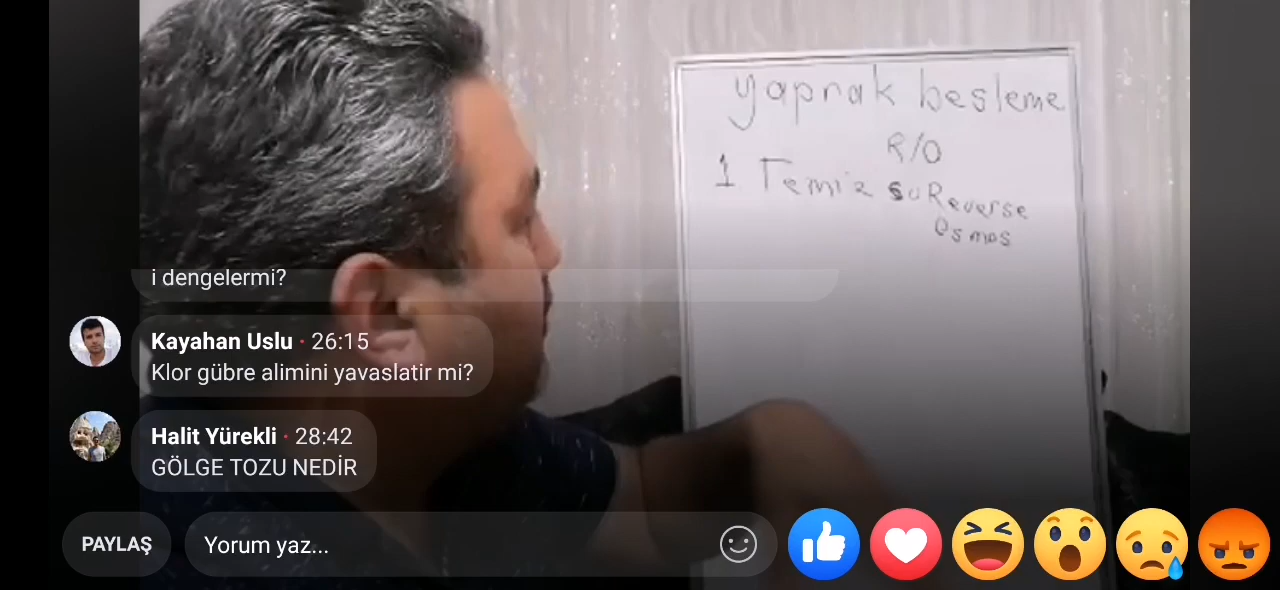 yaprak besleme
R/O
1 Temiz su Reverse
osmos
i dengelermi?
Kayahan Uslu · 26:15
Klor gübre alimini yavaslatir mi?
Halit Yürekli · 28:42
GÖLGE TOZU NEDİR
PAYLAŞ
Yorum yaz...